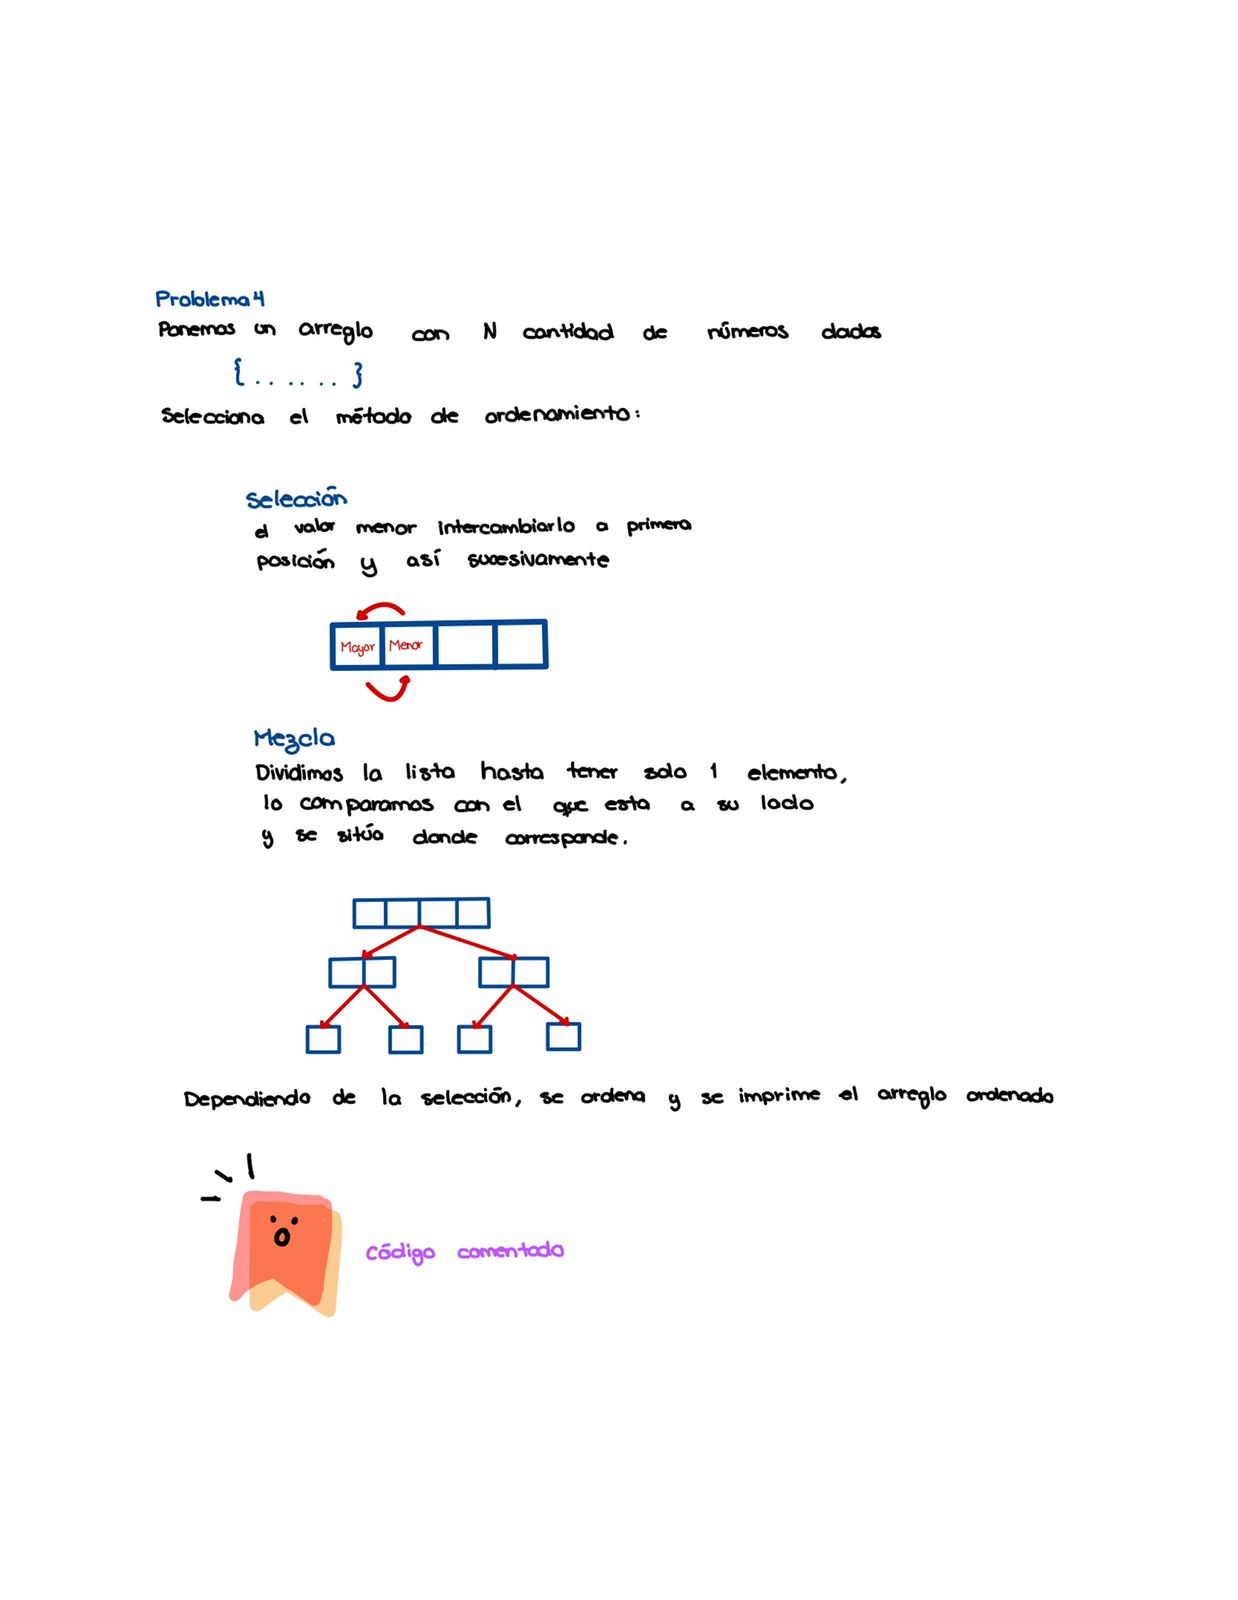 Problema 4
Ponemos un arreglo con N cantidad de números dados
{ . . . . . . }
Selecciona el método de ordenamiento:
Selección
el valor menor intercambiarlo a primera
posición y así sucesivamente
Mayor Menor
Mezcla
Dividimos la lista hasta tener solo 1 elemento,
lo comparamos con el que esta a su lado
y se sitúa donde corresponde.
Dependiendo de la selección, se ordena y se imprime el arreglo ordenado
Código comentado